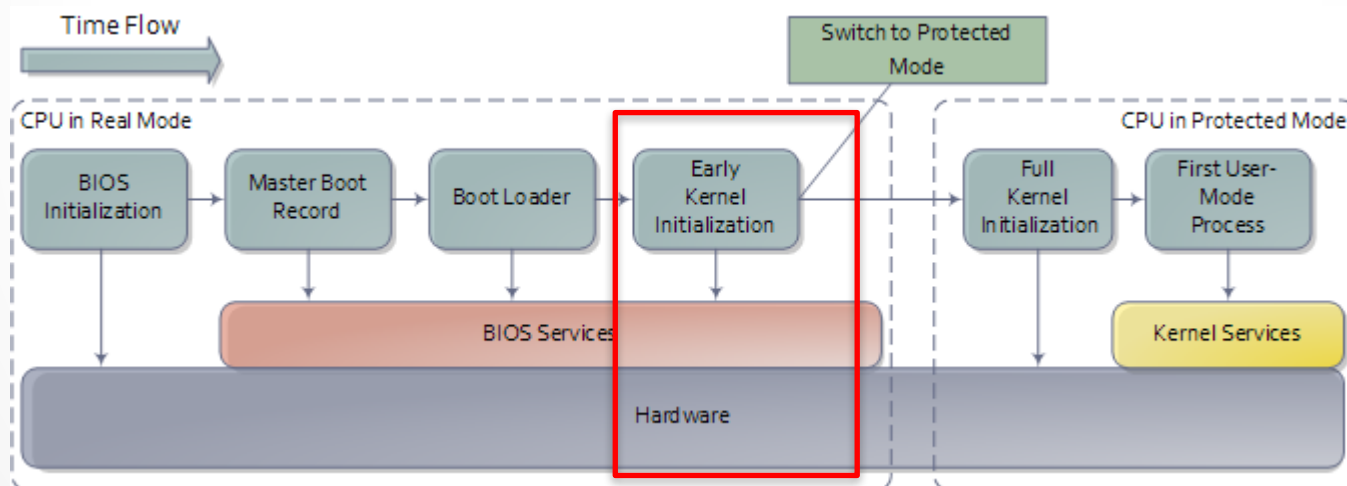 Time Flow
Switch to Protected
Mode
CPU in Real Mode
CPU in Protected Mode
BIOS
Initialization
Master Boot
Record
Boot Loader
Early
Kernel
Initialization
Full
Kernel
Initialization
First User-
Mode
Process
BIOS Services
Kernel Services
Hardware